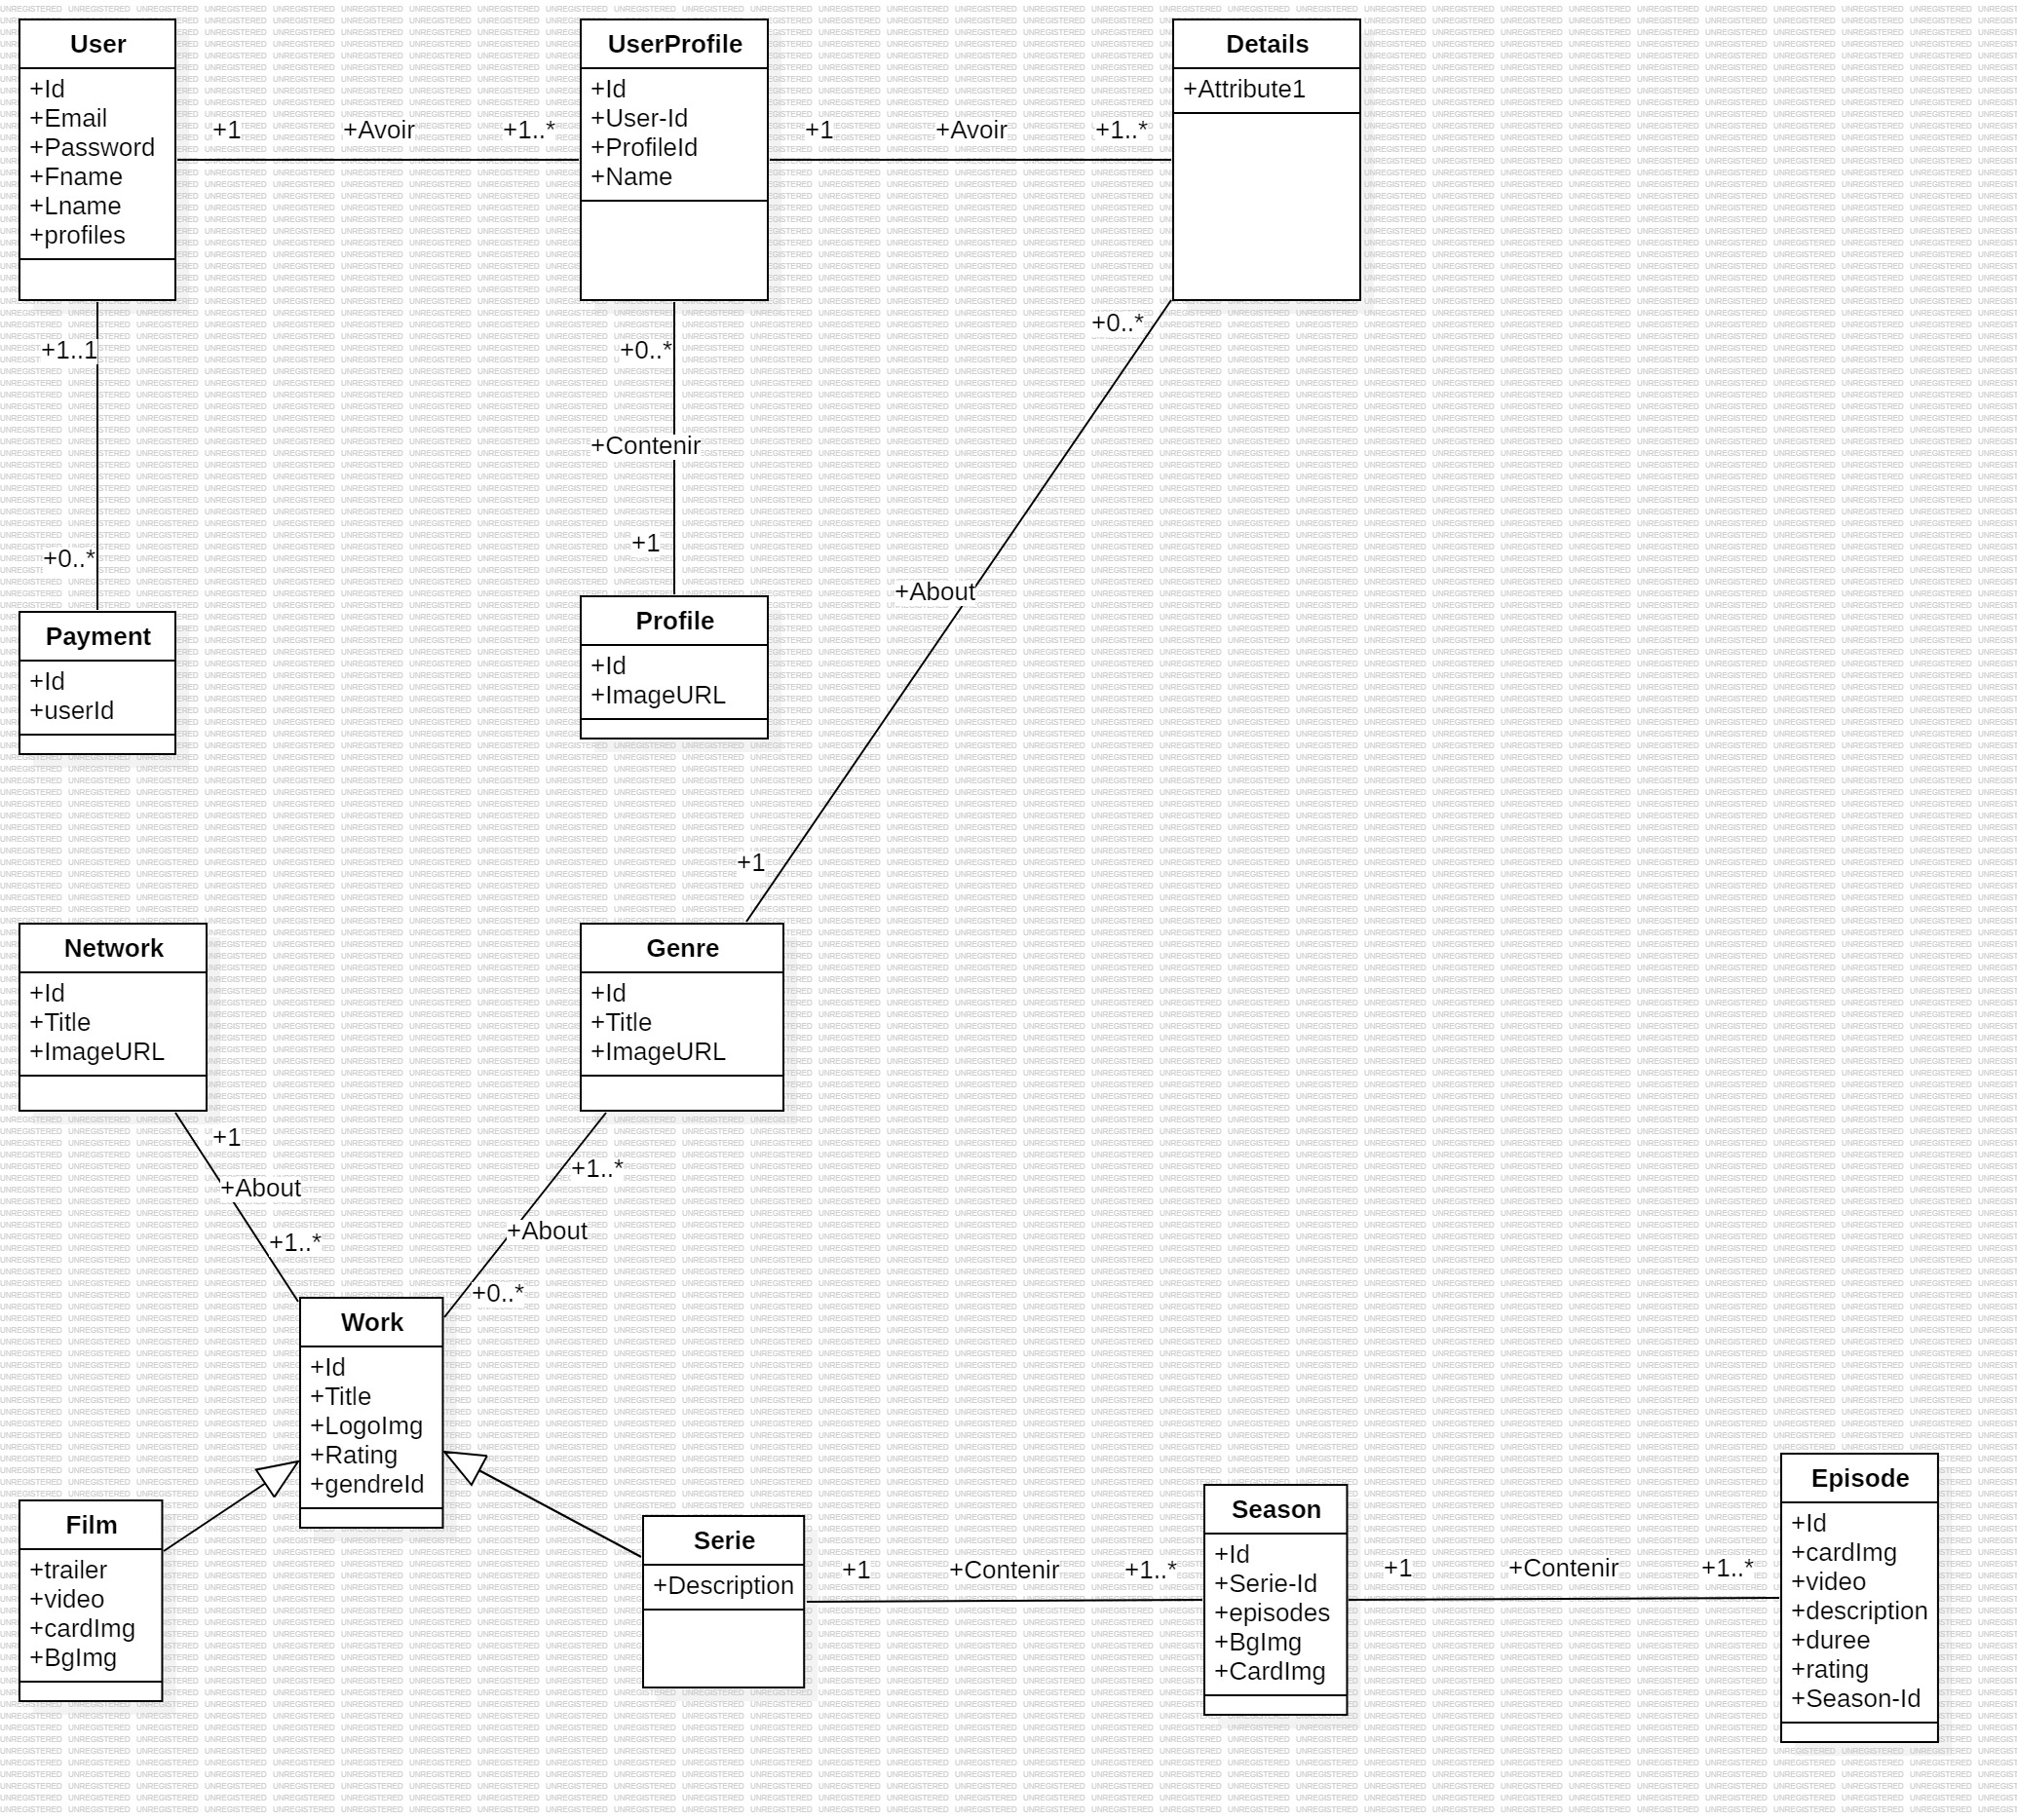 User
+Id
+Email
+Password
+Fname
+Lname
+profiles
+1
+Avoir
+1..*
UserProfile
+Id
+User-Id
+ProfileId
+Name
+1
+Avoir
+1..*
Details
+Attribute1
+1..1
+0..*
+0..*
+Contenir
+1
+0..*
+About
+1
Payment
+Id
+userId
Profile
+Id
+ImageURL
Network
+Id
+Title
+ImageURL
Genre
+Id
+Title
+ImageURL
+1
+About
+1..*
+1..*
+About
+0..*
Work
+Id
+Title
+LogoImg
+Rating
+gendreId
Film
+trailer
+video
+cardImg
+BgImg
Serie
+Description
+1
+Contenir
+1..*
Season
+Id
+Serie-Id
+episodes
+BgImg
+CardImg
+1
+Contenir
+1..*
Episode
+Id
+cardImg
+video
+description
+duree
+rating
+Season-Id
UNREGISTERED